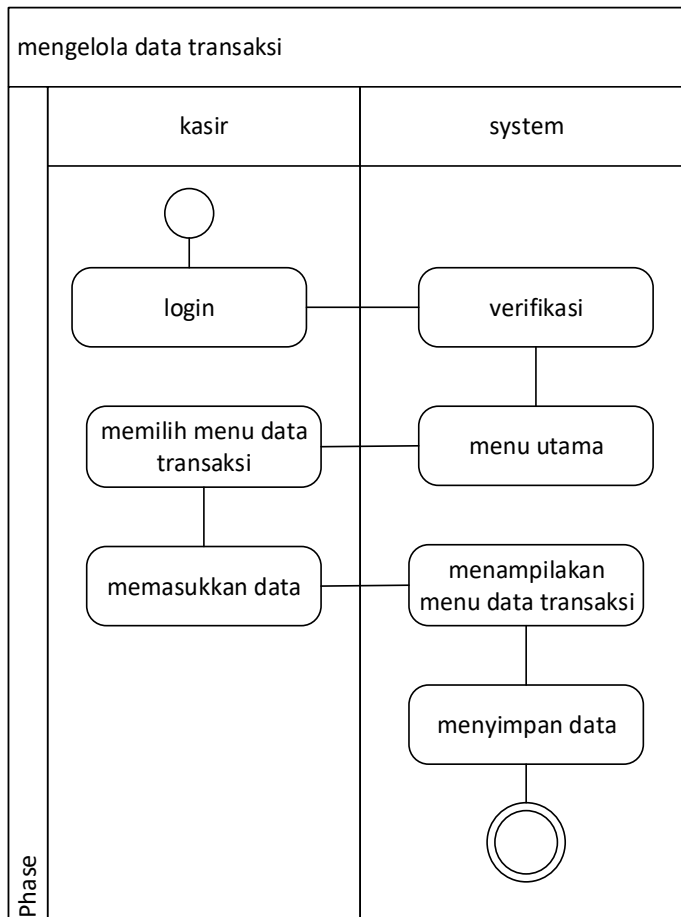 mengelola data transaksi
kasir
system
login
verifikasi
memilih menu data
transaksi
menu utama
memasukkan data
menampilakan
menu data transaksi
menyimpan data
Phase